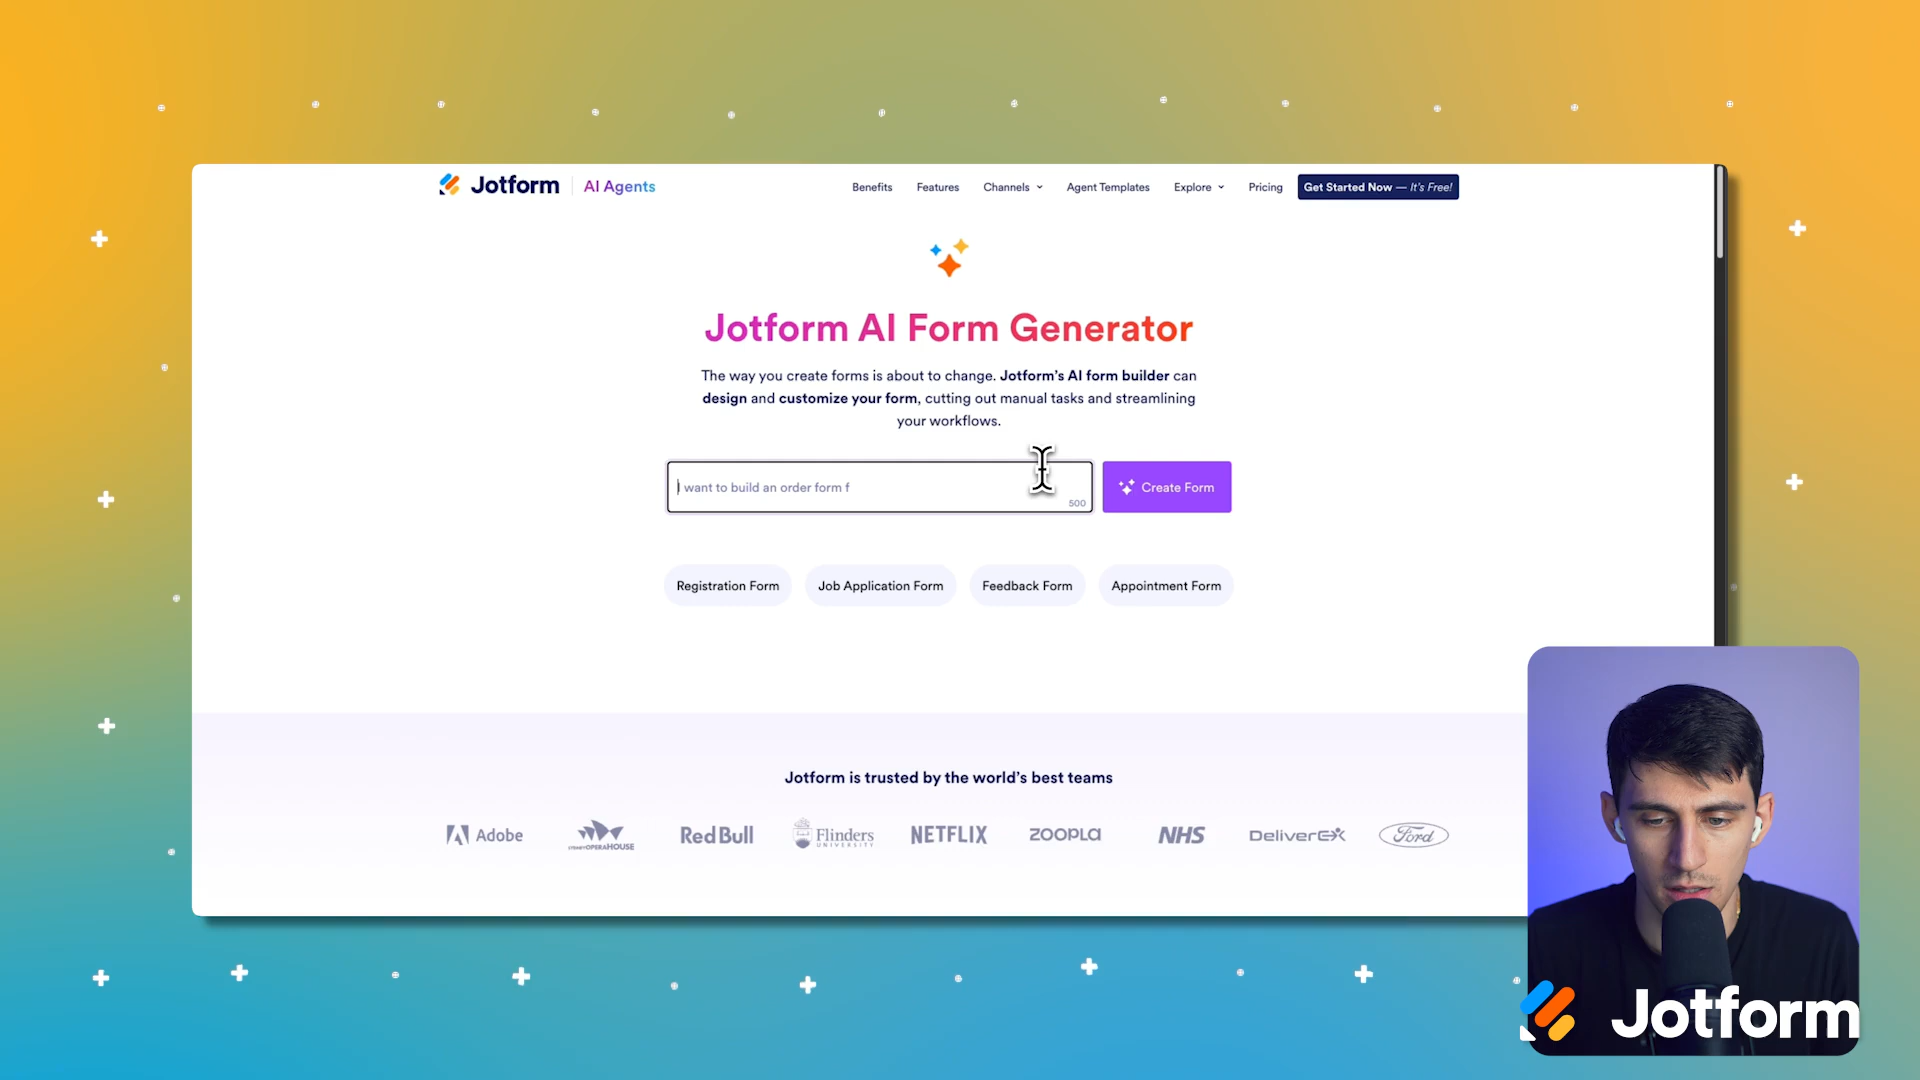 Jotform AI Agents Benefits Features Channels Agent Templates Explore Pricing Get Started Now — It's Free!
Jotform AI Form Generator
The way you create forms is about to change. Jotform's AI form builder can
design and customize your form, cutting out manual tasks and streamlining
your workflows.
I want to build an order form f
500
Create Form
Registration Form Job Application Form Feedback Form Appointment Form
Jotform is trusted by the world's best teams
Adobe SYDNEY OPERA HOUSE Red Bull Flinders UNIVERSITY NETFLIX ZOOPLA NHS DELIVEREX Ford
Jotform